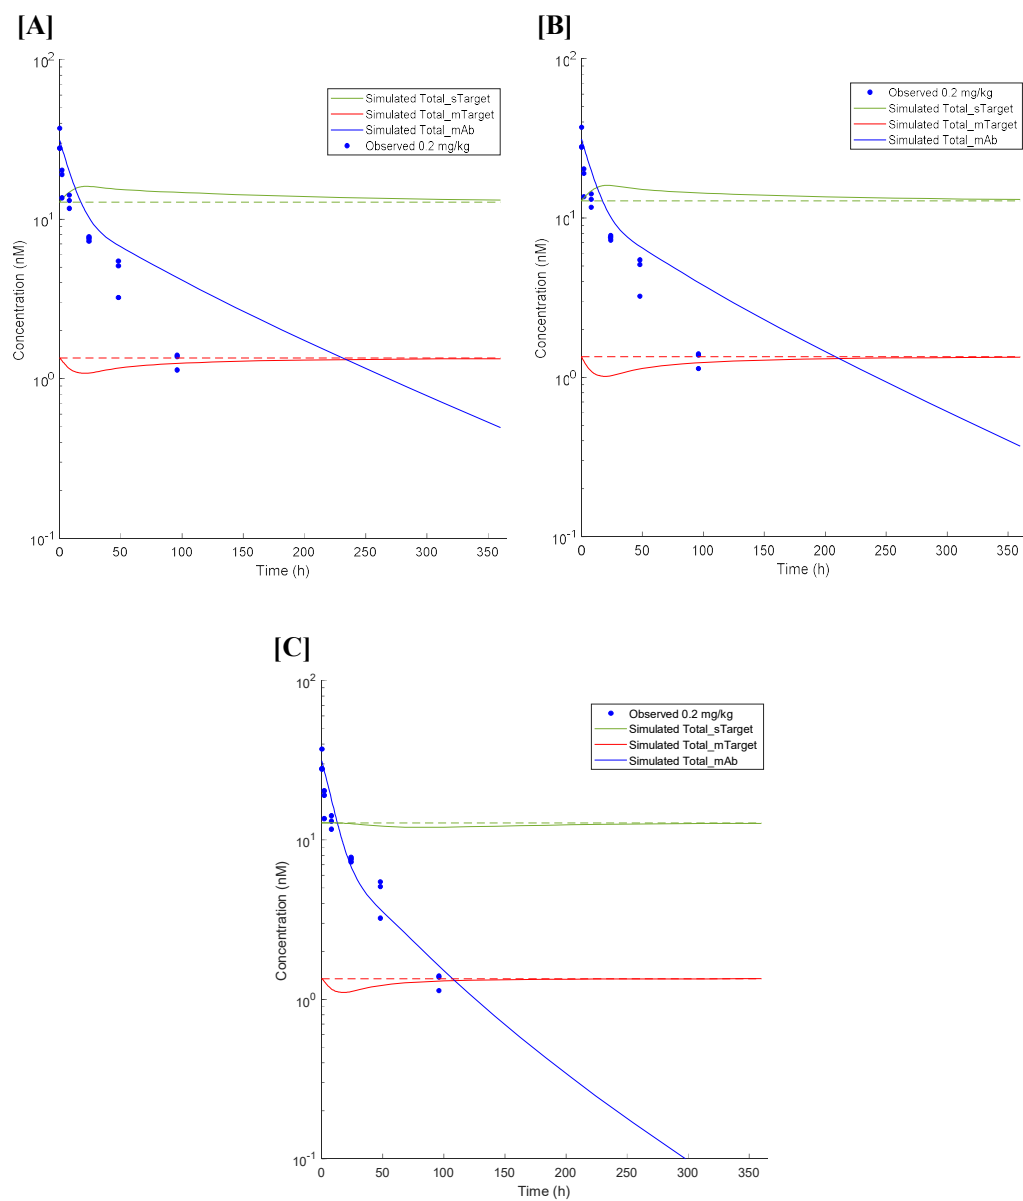 [A]
10^2
10^1
10^0
10^-1
Concentration (nM)
Simulated Total_sTarget
Simulated Total_mTarget
Simulated Total_mAb
Observed 0.2 mg/kg
0 50 100 150 200 250 300 350
Time (h)
[B]
10^2
10^1
10^0
10^-1
Concentration (nM)
Observed 0.2 mg/kg
Simulated Total_sTarget
Simulated Total_mTarget
Simulated Total_mAb
0 50 100 150 200 250 300 350
Time (h)
[C]
10^2
10^1
10^0
10^-1
Concentration (nM)
Observed 0.2 mg/kg
Simulated Total_sTarget
Simulated Total_mTarget
Simulated Total_mAb
0 50 100 150 200 250 300 350
Time (h)